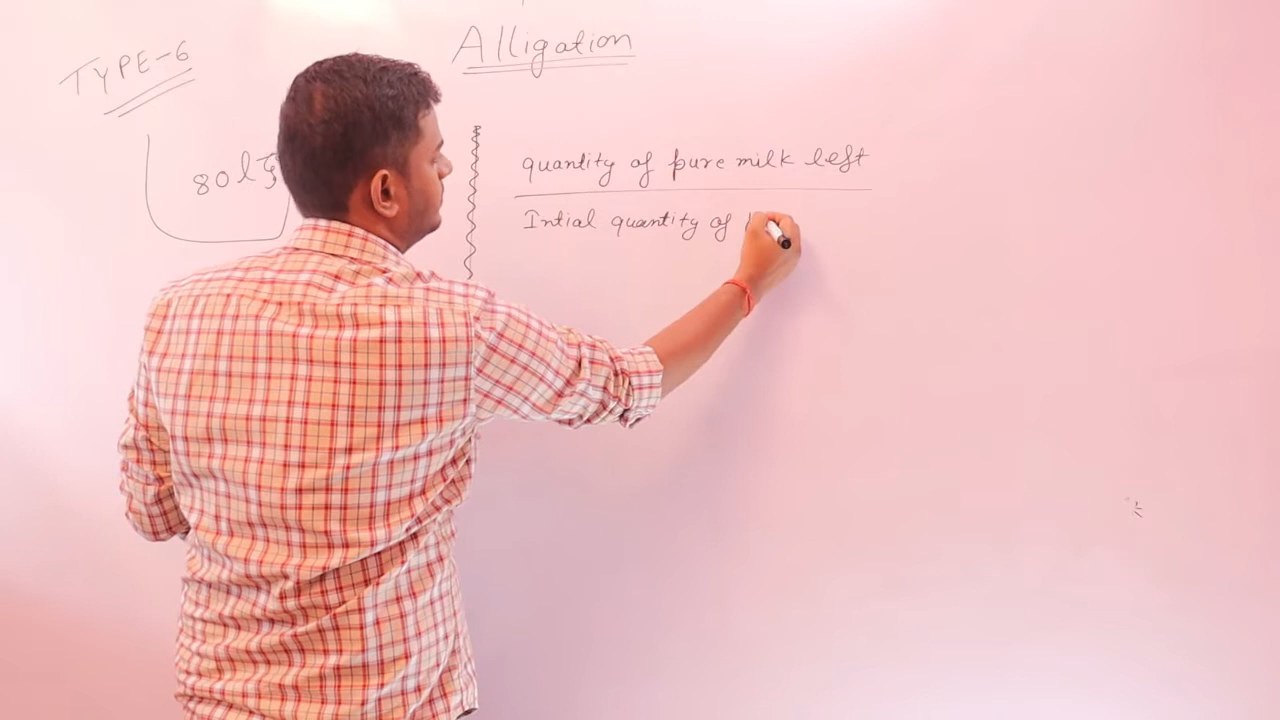 TYPE-6
Alligation
80 l
quantity of pure milk left
Intial quantity of